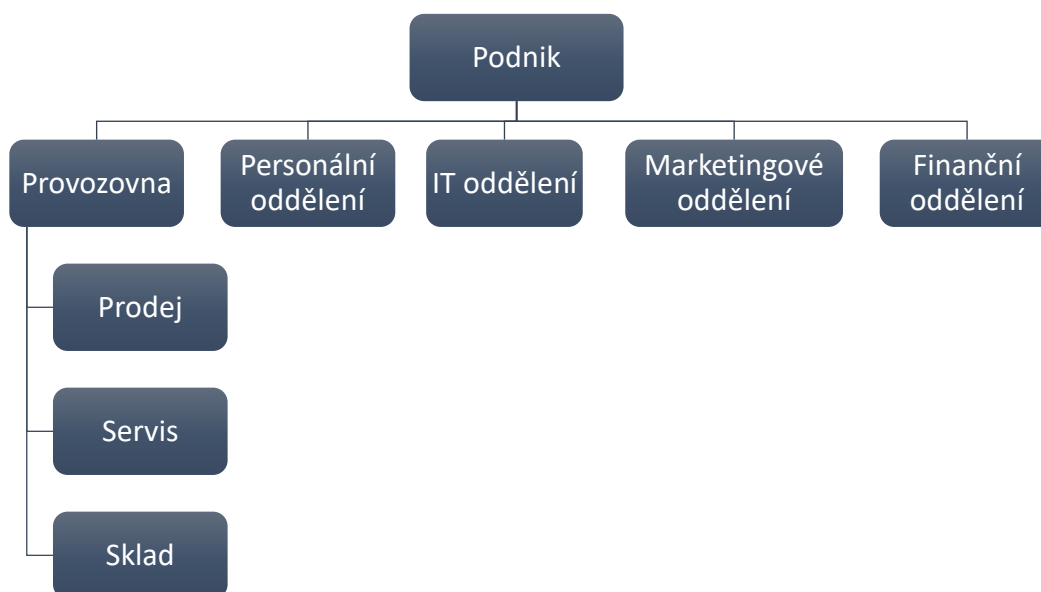 Podnik
Provozovna
Personální
oddělení
IT oddělení
Marketingové
oddělení
Finanční
oddělení
Prodej
Servis
Sklad